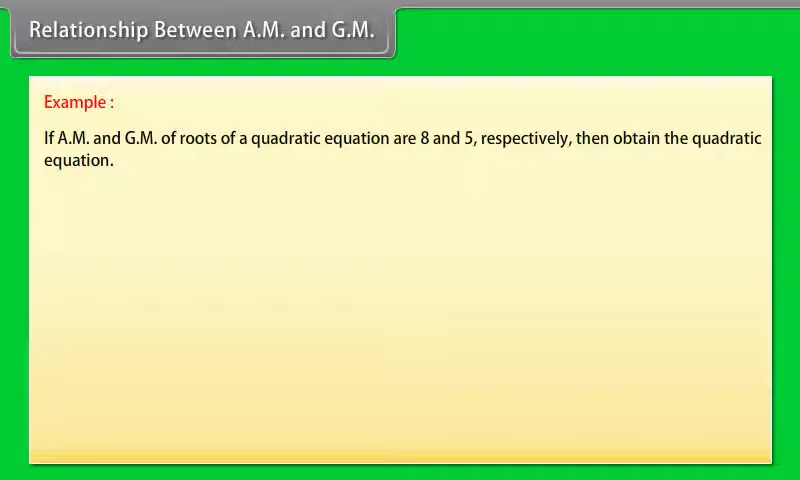 Relationship Between A.M. and G.M.
Example :
If A.M. and G.M. of roots of a quadratic equation are 8 and 5, respectively, then obtain the quadratic
equation.